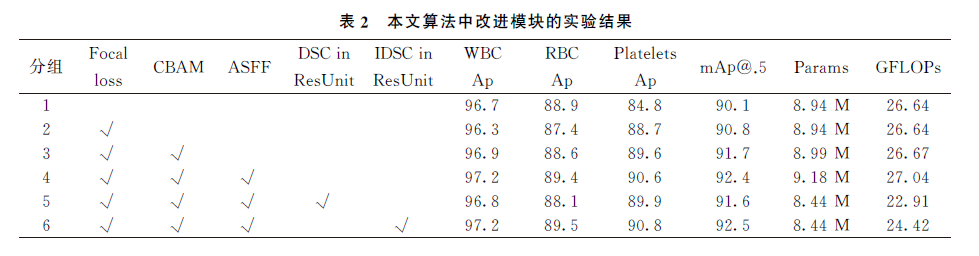 表 2 本文算法中改进模块的实验结果
分组 Focal loss CBAM ASFF DSC in ResUnit IDSC in ResUnit WBC Ap RBC Ap Platelets Ap mAp@.5 Params GFLOPs
1 96.7 88.9 84.8 90.1 8.94 M 26.64
2 √ 96.3 87.4 88.7 90.8 8.94 M 26.64
3 √ √ 96.9 88.6 89.6 91.7 8.99 M 26.67
4 √ √ √ 97.2 89.4 90.6 92.4 9.18 M 27.04
5 √ √ √ √ 96.8 88.1 89.9 91.6 8.44 M 22.91
6 √ √ √ √ 97.2 89.5 90.8 92.5 8.44 M 24.42